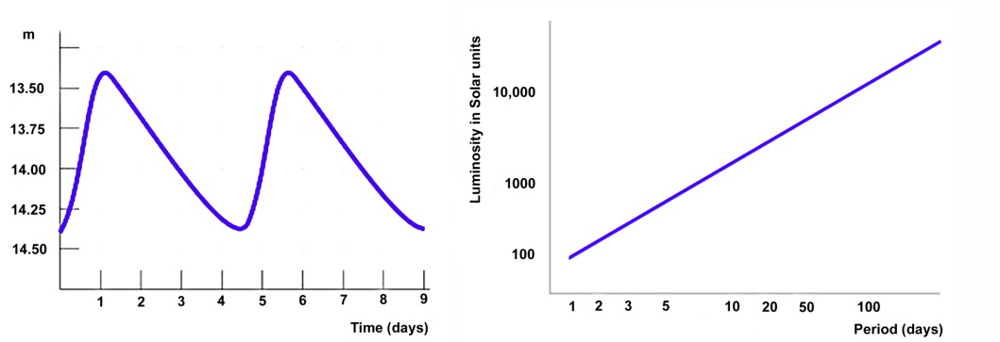 m
13.50
13.75
14.00
14.25
14.50
1 2 3 4 5 6 7 8 9
Time (days)
Luminosity in Solar units
10,000
1000
100
1 2 3 5 10 20 50 100
Period (days)